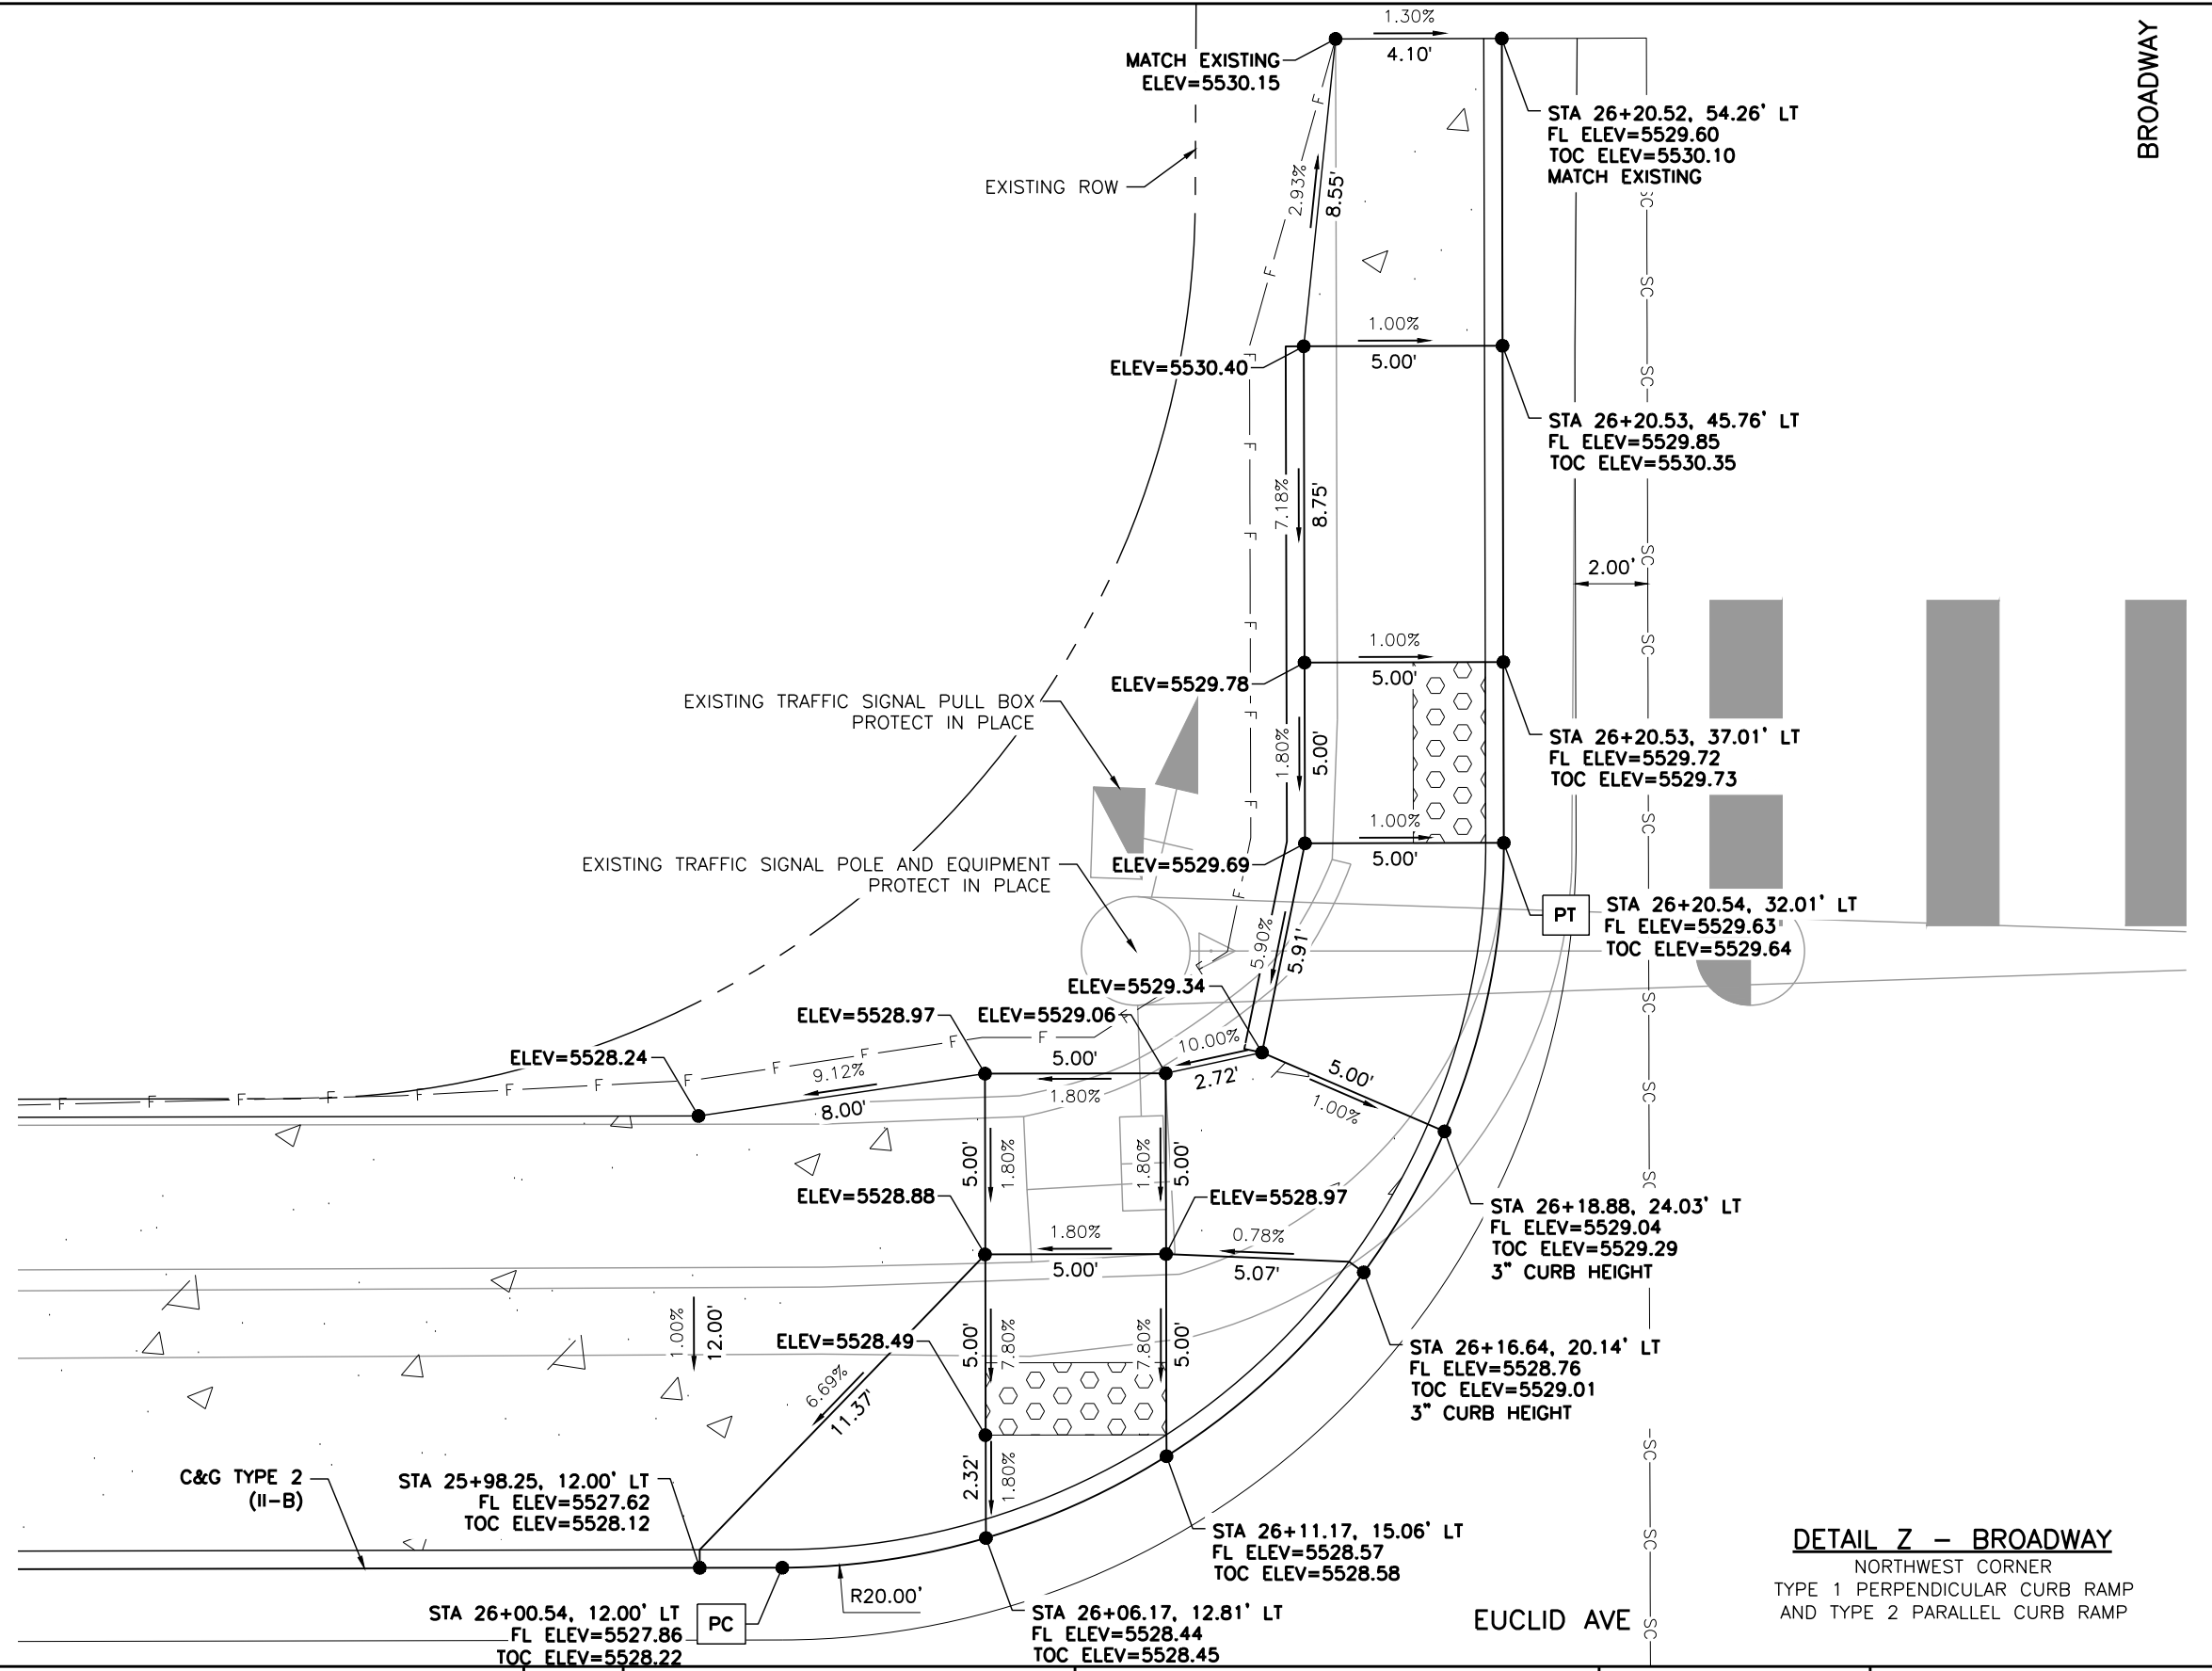 1.30%
BROADWAY
MATCH EXISTING
ELEV=5530.15
4.10'
STA 26+20.52, 54.26' LT
FL ELEV=5529.60
TOC ELEV=5530.10
MATCH EXISTING
F
EXISTING ROW
2.93%
8.55'
SC
F
SC
1.00%
F
ELEV=5530.40
5.00'
SC
STA 26+20.53, 45.76' LT
FL ELEV=5529.85
TOC ELEV=5530.35
F
7.18%
8.75'
F
SC
2.00'
F
SC
1.00%
ELEV=5529.78
5.00'
EXISTING TRAFFIC SIGNAL PULL BOX
PROTECT IN PLACE
F
SC
STA 26+20.53, 37.01' LT
FL ELEV=5529.72
TOC ELEV=5529.73
1.80%
5.00'
F
1.00%
SC
ELEV=5529.69
5.00'
EXISTING TRAFFIC SIGNAL POLE AND EQUIPMENT
PROTECT IN PLACE
F
PT
STA 26+20.54, 32.01' LT
FL ELEV=5529.63
TOC ELEV=5529.64
5.90%
5.91'
F
ELEV=5529.34
SC
ELEV=5528.97
ELEV=5529.06
F
F
F
F
10.00%
ELEV=5528.24
5.00'
9.12%
F
F
2.72'
5.00'
1.80%
1.00%
8.00'
F
F
F
F
F
F
F
SC
5.00'
1.80%
1.80%
5.00'
SC
ELEV=5528.88
ELEV=5528.97
STA 26+18.88, 24.03' LT
FL ELEV=5529.04
TOC ELEV=5529.29
3" CURB HEIGHT
1.80%
0.78%
5.00'
5.07'
1.00%
12.00'
ELEV=5528.49
5.00'
7.80%
7.80%
5.00'
STA 26+16.64, 20.14' LT
FL ELEV=5528.76
TOC ELEV=5529.01
3" CURB HEIGHT
6.69%
11.37'
SC
C&G TYPE 2
(II-B)
STA 25+98.25, 12.00' LT
FL ELEV=5527.62
TOC ELEV=5528.12
2.32'
1.80%
STA 26+11.17, 15.06' LT
FL ELEV=5528.57
TOC ELEV=5528.58
SC
DETAIL Z - BROADWAY
NORTHWEST CORNER
TYPE 1 PERPENDICULAR CURB RAMP
AND TYPE 2 PARALLEL CURB RAMP
R20.00'
STA 26+00.54, 12.00' LT
FL ELEV=5527.86
TOC ELEV=5528.22
PC
STA 26+06.17, 12.81' LT
FL ELEV=5528.44
TOC ELEV=5528.45
EUCLID AVE
SC